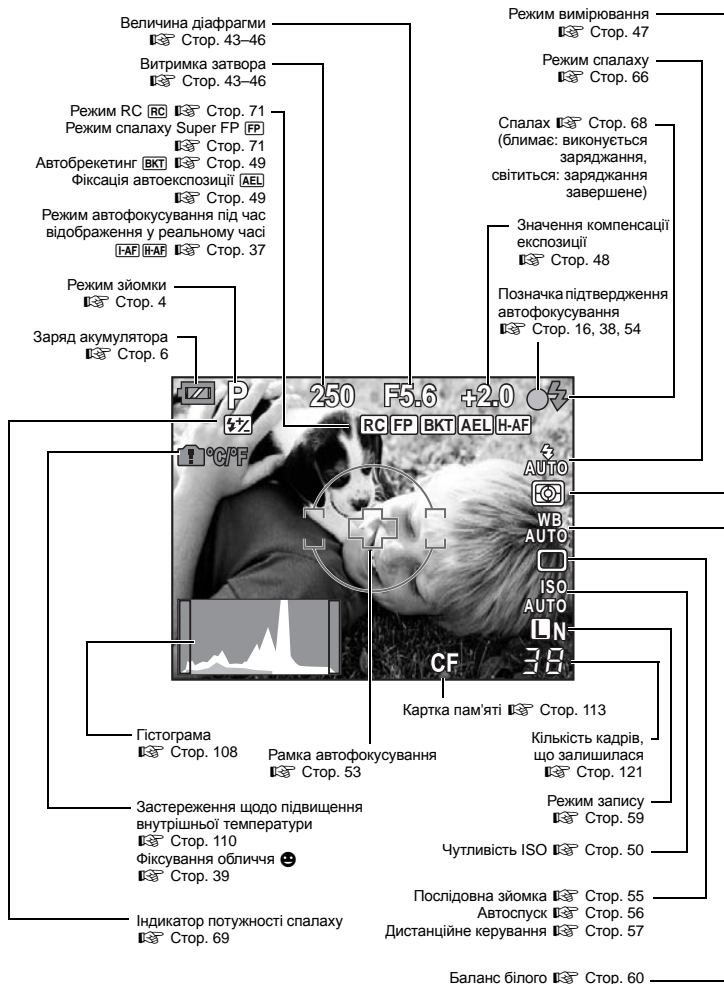 Величина діафрагми
☞ Стор. 43–46
Витримка затвора
☞ Стор. 43–46
Режим RC RC ☞ Стор. 71
Режим спалаху Super FP FP
☞ Стор. 71
Автобрекетинг BKT ☞ Стор. 49
Фіксація автоекспозиції AEL
☞ Стор. 49
Режим автофокусування під час
відображення у реальному часі
I-AF H-AF ☞ Стор. 37
Режим зйомки
☞ Стор. 4
Заряд акумулятора
☞ Стор. 6
Режим вимірювання
☞ Стор. 47
Режим спалаху
☞ Стор. 66
Спалах ☞ Стор. 68
(блимає: виконується
заряджання,
світиться: заряджання
завершене)
Значення компенсації
експозиції
☞ Стор. 48
Позначка підтвердження
автофокусування
☞ Стор. 16, 38, 54
P 250 F5.6 +2.0
RC FP BKT AEL H-AF
°C/°F
AUTO
WB
AUTO
ISO
AUTO
L N
CF
38
Картка пам'яті ☞ Стор. 113
Гістограма
☞ Стор. 108
Рамка автофокусування
☞ Стор. 53
Кількість кадрів,
що залишилася
☞ Стор. 121
Застереження щодо підвищення
внутрішньої температури
☞ Стор. 110
Фіксування обличчя
☞ Стор. 39
Режим запису
☞ Стор. 59
Чутливість ISO ☞ Стор. 50
Індикатор потужності спалаху
☞ Стор. 69
Послідовна зйомка ☞ Стор. 55
Автоспуск ☞ Стор. 56
Дистанційне керування ☞ Стор. 57
Баланс білого ☞ Стор. 60